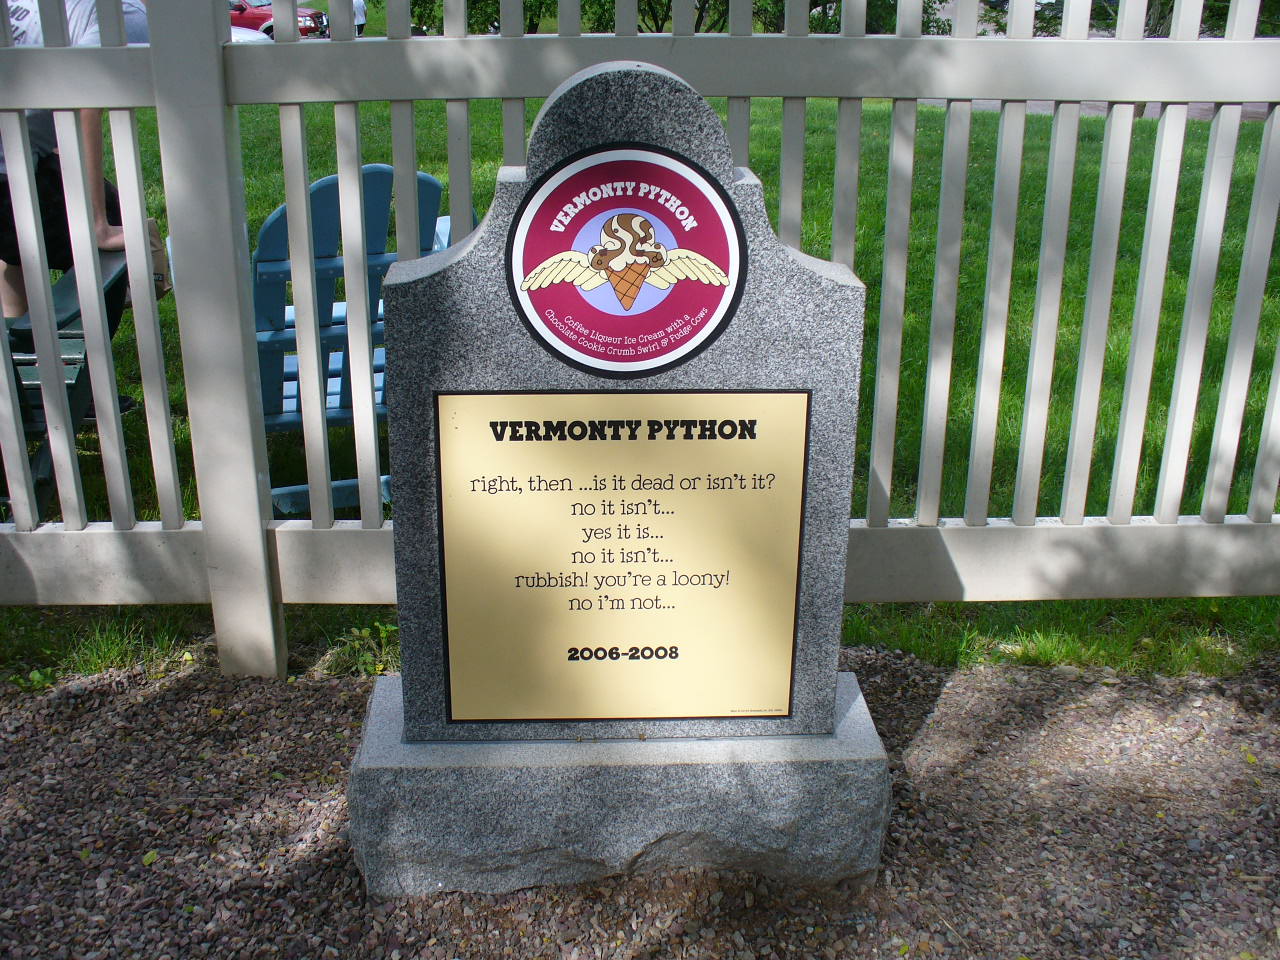 VERMONTY PYTHON
Coffee Liqueur Ice Cream with a
Chocolate Cookie Crumb Swirl & Fudge Cows
VERMONTY PYTHON
right, then ...is it dead or isn't it?
no it isn't...
yes it is...
no it isn't...
rubbish! you're a loony!
no i'm not...
2006-2008